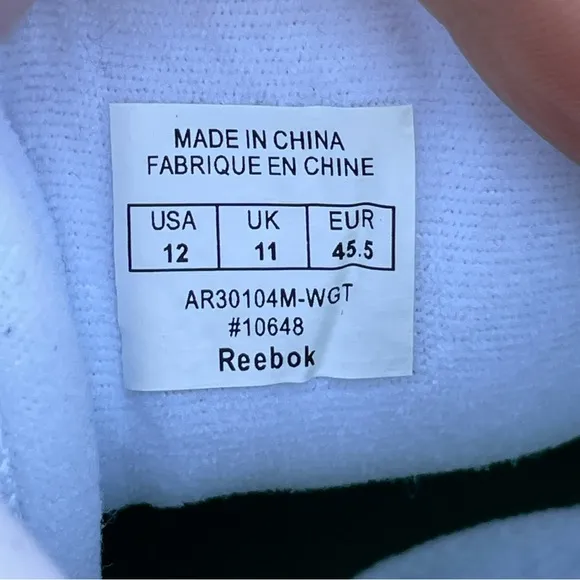 MADE IN CHINA
FABRIQUE EN CHINE
USA UK EUR
12 11 45.5
AR30104M-WGT
#10648
Reebok